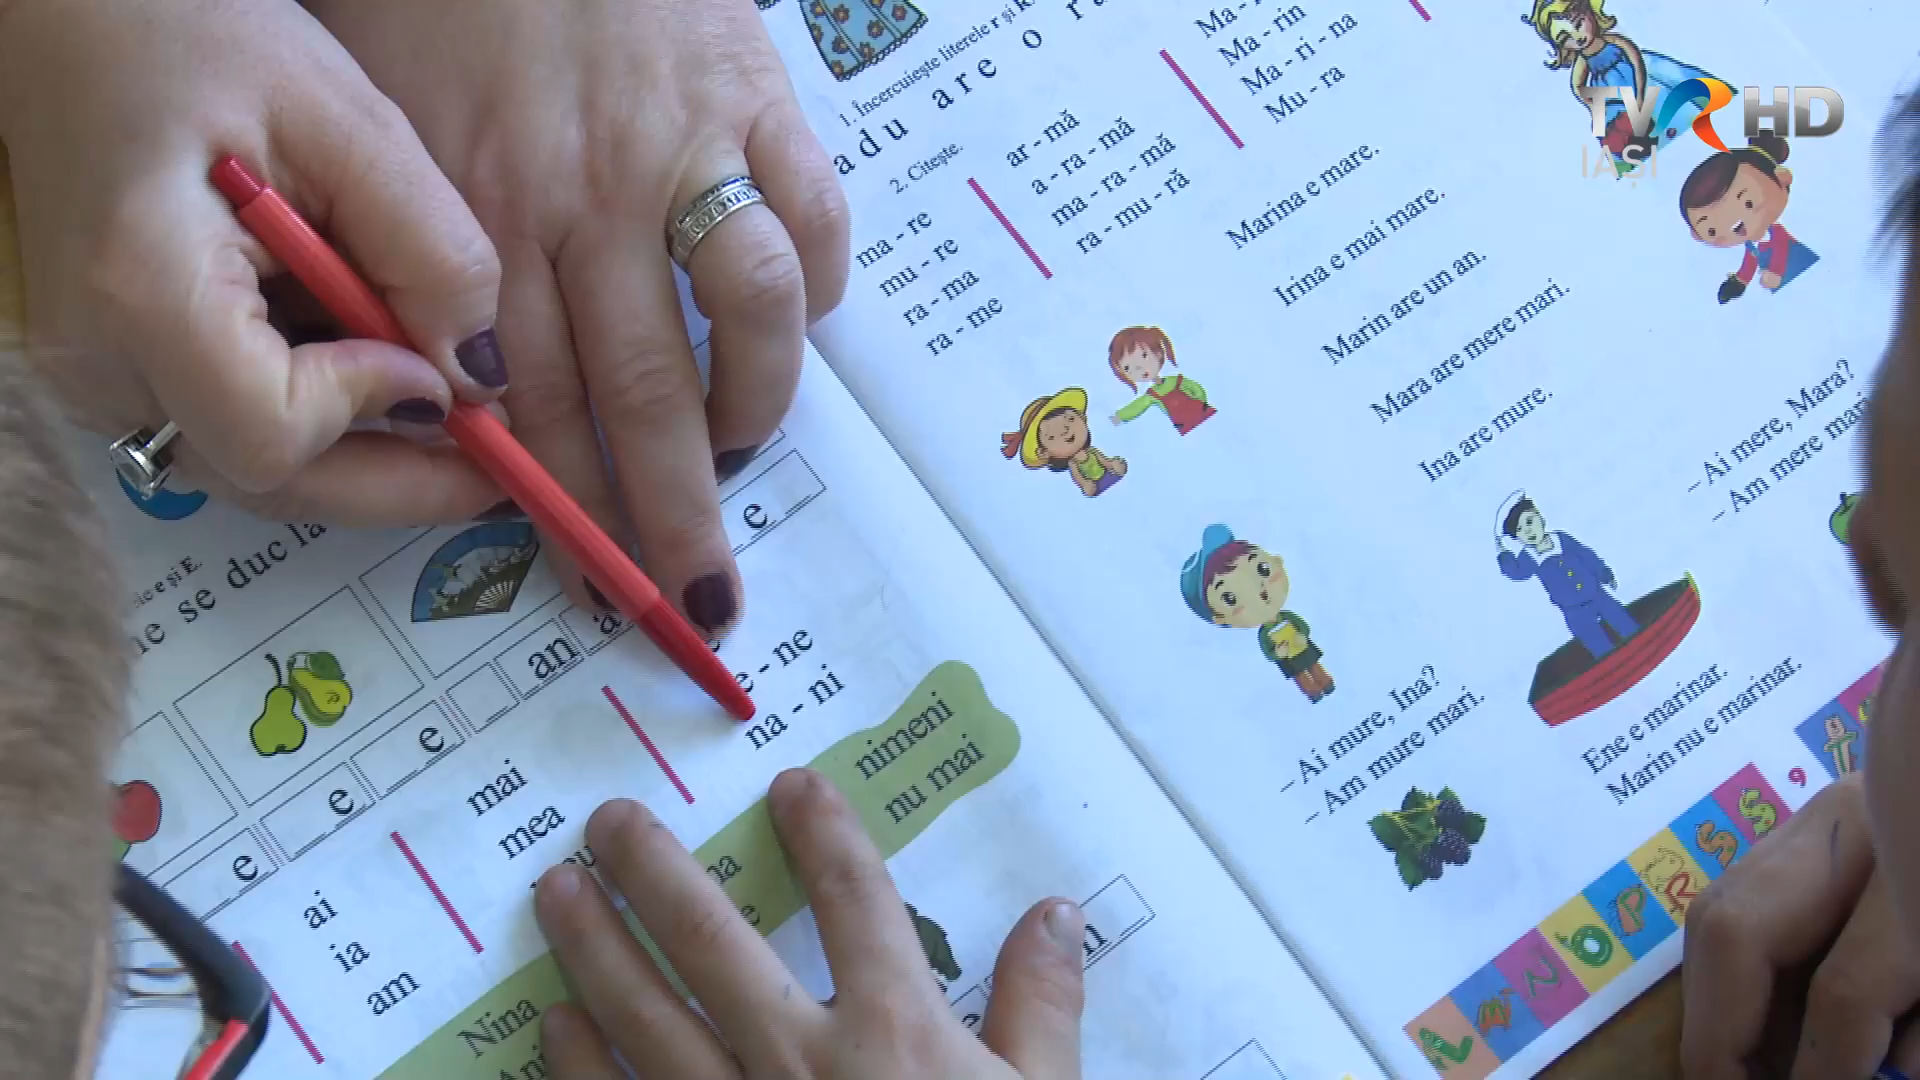 e și E.
se duc la
e
an
a
e
e
e
e - ne
na - ni
mai
mea
ai
ia
am
nimeni
nu mai
Nina
n
1. Încercuiește literele r și R.
adu are o
2. Citește.
ma - re
mu - re
ra - ma
ra - me
ar - mă
a - ra - mă
ma - ra - mă
ra - mu - ră
Ma - rin
Ma - ri - na
Mu - ra
Marina e mare.
Irina e mai mare.
Marin are un an.
Mara are mere mari.
Ina are mure.
– Ai mere, Mara?
– Am mere mari
– Ai mure, Ina?
– Am mure mari.
Ene e marinar.
Marin nu e marinar.
L m N O P R S Ș
TVR HD
IAȘI